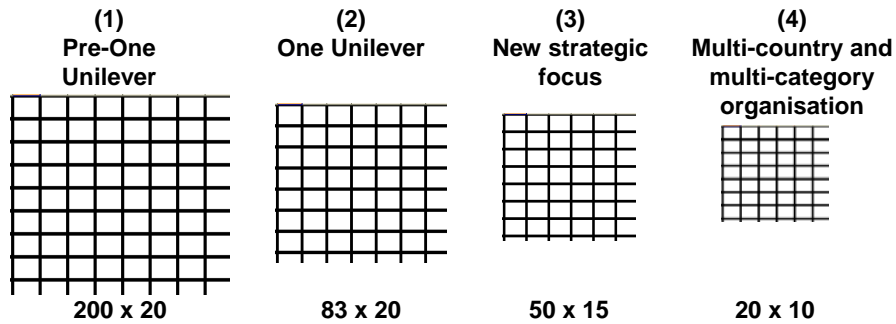 (1)
Pre-One
Unilever
200 x 20
(2)
One Unilever
83 x 20
(3)
New strategic
focus
50 x 15
(4)
Multi-country and
multi-category
organisation
20 x 10